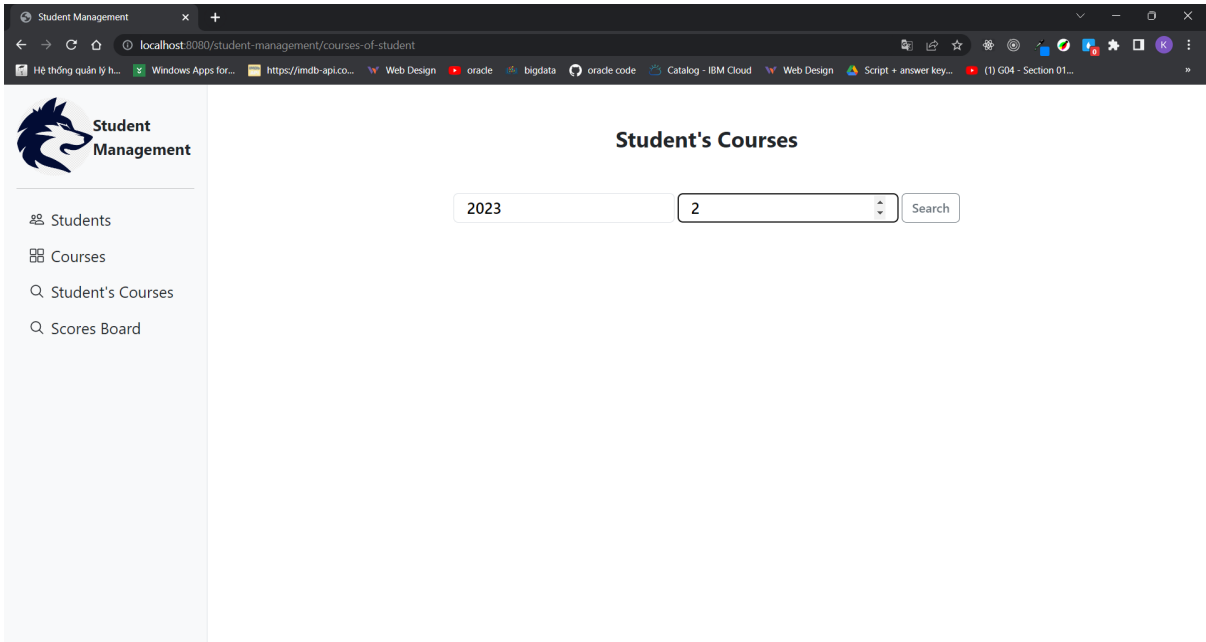 Student Management
localhost:8080/student-management/courses-of-student
K
Hệ thống quản lý h... Windows Apps for... https://imdb-api.co... Web Design oracle bigdata oracle code Catalog - IBM Cloud Web Design Script + answer key... (1) G04 - Section 01... »
0
Student
Management
Students
Courses
Student's Courses
Scores Board
Student's Courses
2023 2 Search